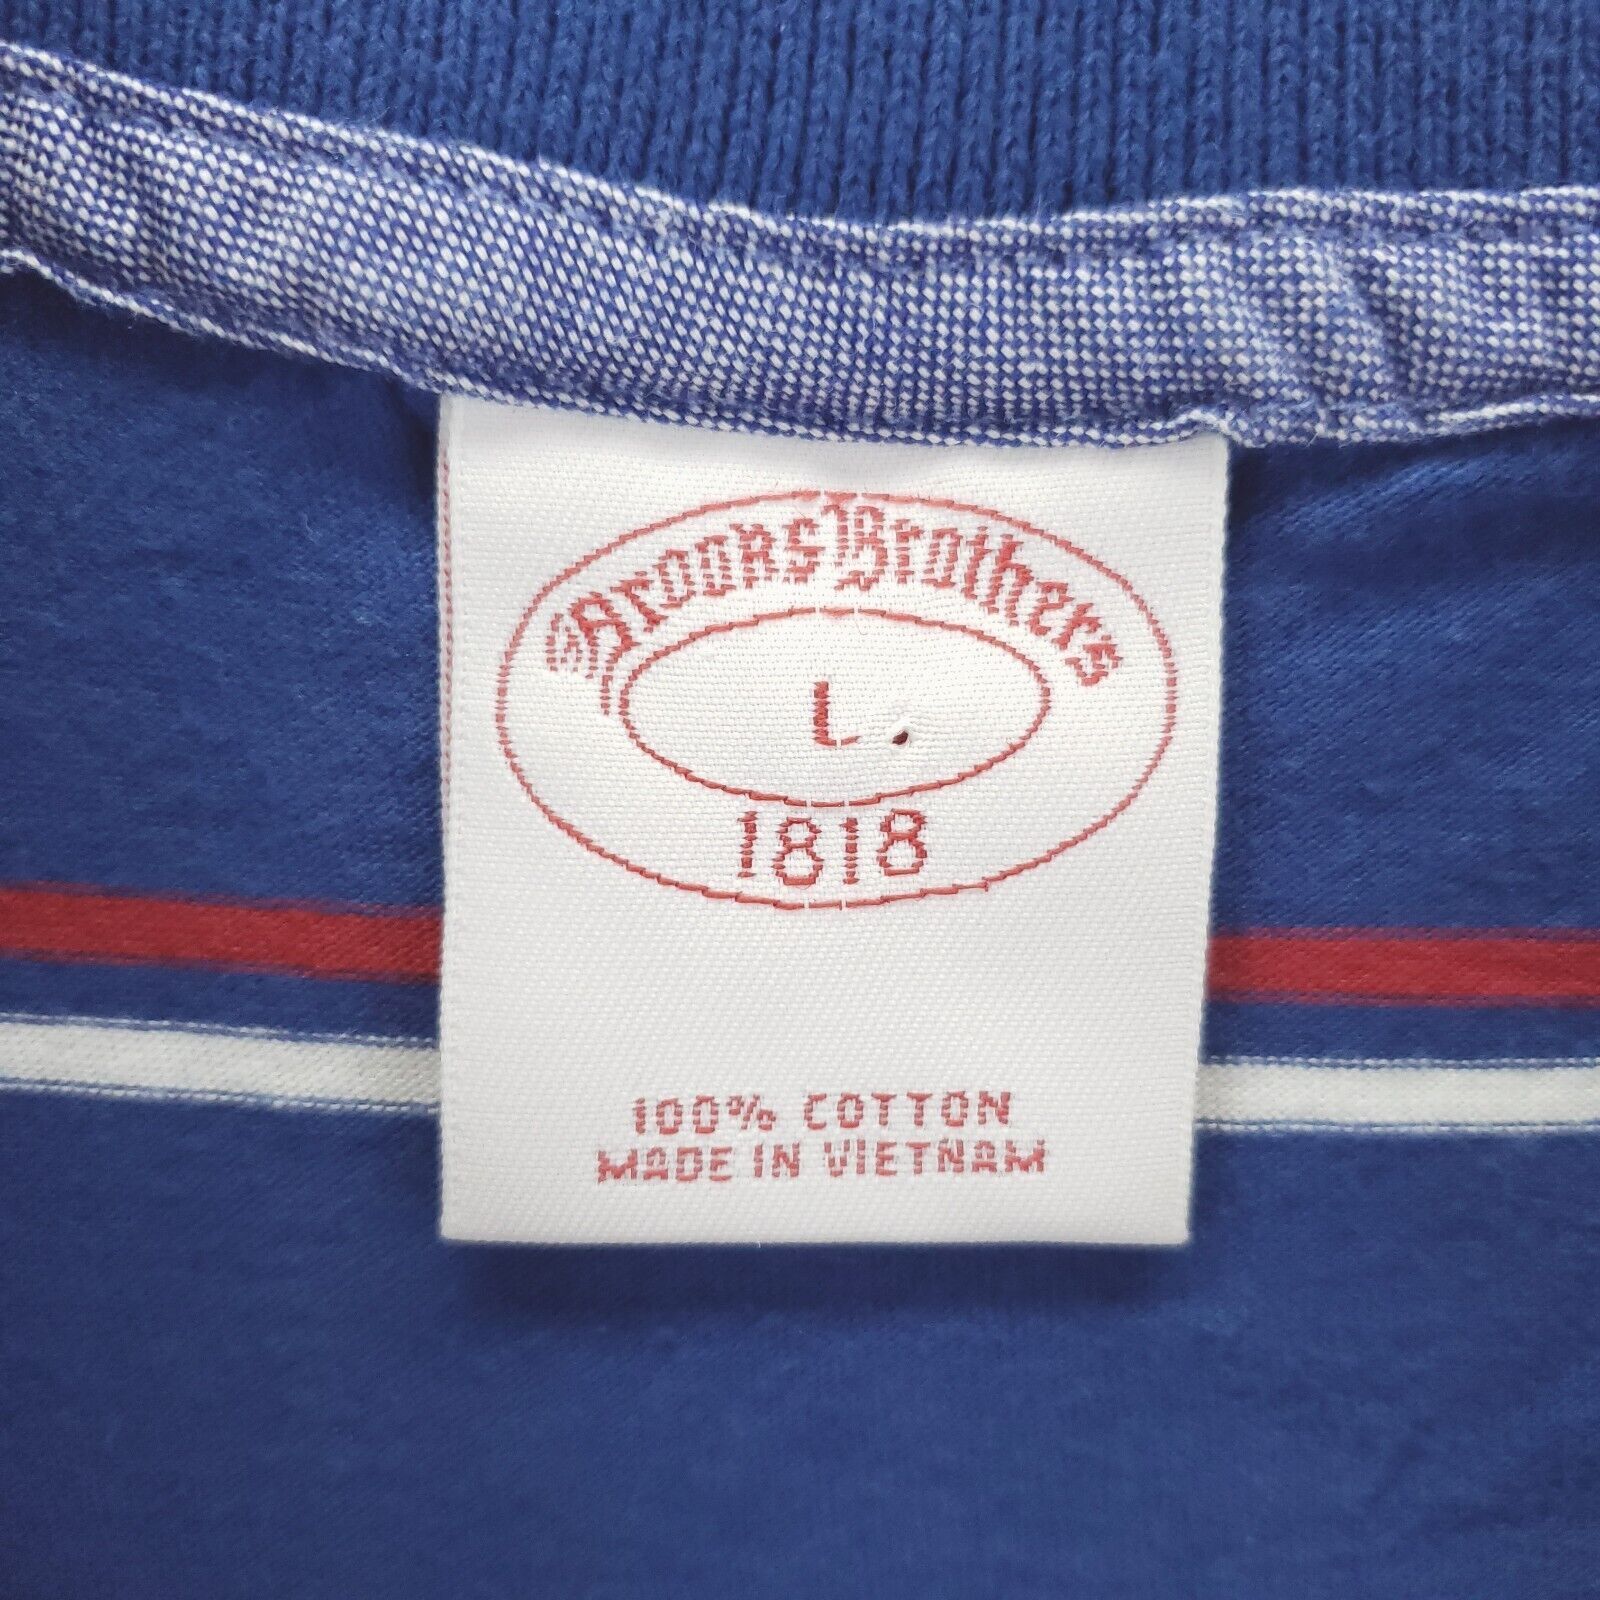 Brooks Brothers
L
1818
100% COTTON
MADE IN VIETNAM